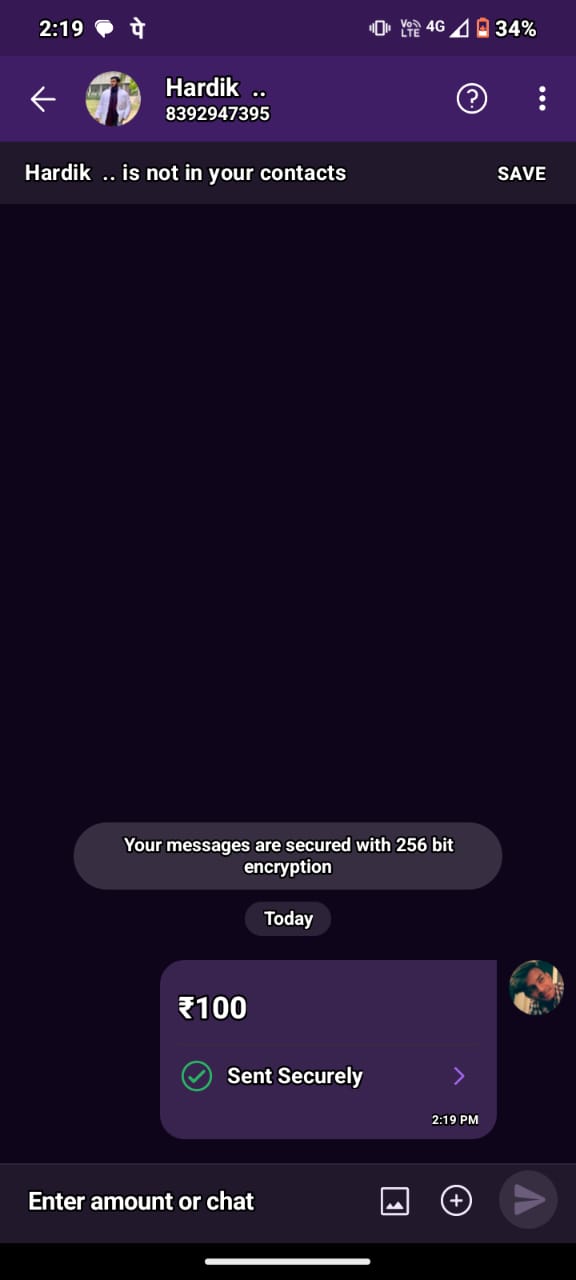 2:19 पे Vo LTE 4G 34%
Hardik ..
8392947395
Hardik .. is not in your contacts SAVE
Your messages are secured with 256 bit
encryption
Today
₹100
Sent Securely
2:19 PM
Enter amount or chat